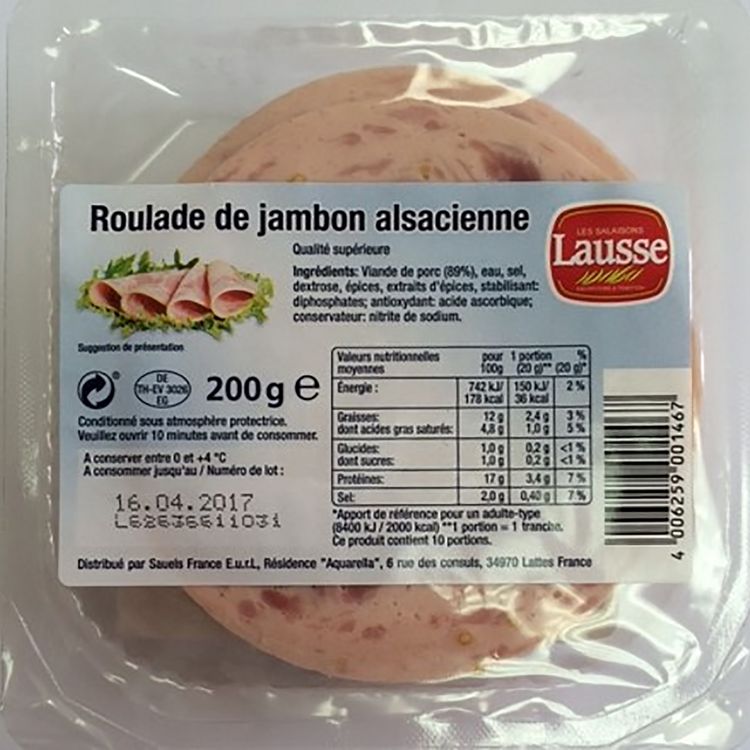 Roulade de jambon alsacienne
Qualité supérieure
Ingrédients: Viande de porc (89%), eau, sel,
dextrose, épices, extraits d'épices, stabilisant:
diphosphates; antioxydant: acide ascorbique;
conservateur: nitrite de sodium.
LES SALAISONS
Lausse
Suggestion de présentation
DE
TH-EV 3026
EG
200 g e
Conditionné sous atmosphère protectrice.
Veuillez ouvrir 10 minutes avant de consommer.
A conserver entre 0 et +4 °C
A consommer jusqu'au / Numéro de lot :
16.04.2017
Valeurs nutritionnelles moyennes pour 100g 1 portion (20 g)** % (20 g)*
Énergie: 742 kJ/ 178 kcal 150 kJ/ 36 kcal 2 %
Graisses: 12 g 2,4 g 3 %
dont acides gras saturés: 4,8 g 1,0 g 5 %
Glucides: 1,0 g 0,2 g <1 %
dont sucres: 1,0 g 0,2 g <1 %
Protéines: 17 g 3,4 g 7 %
Sel: 2,0 g 0,40 g 7 %
*Apport de référence pour un adulte-type
(8400 kJ / 2000 kcal) **1 portion = 1 tranche.
Ce produit contient 10 portions.
4 006259 001467
Distribué par Sauels France E.u.r.L, Résidence "Aquarella", 6 rue des consuls, 34970 Lattes France